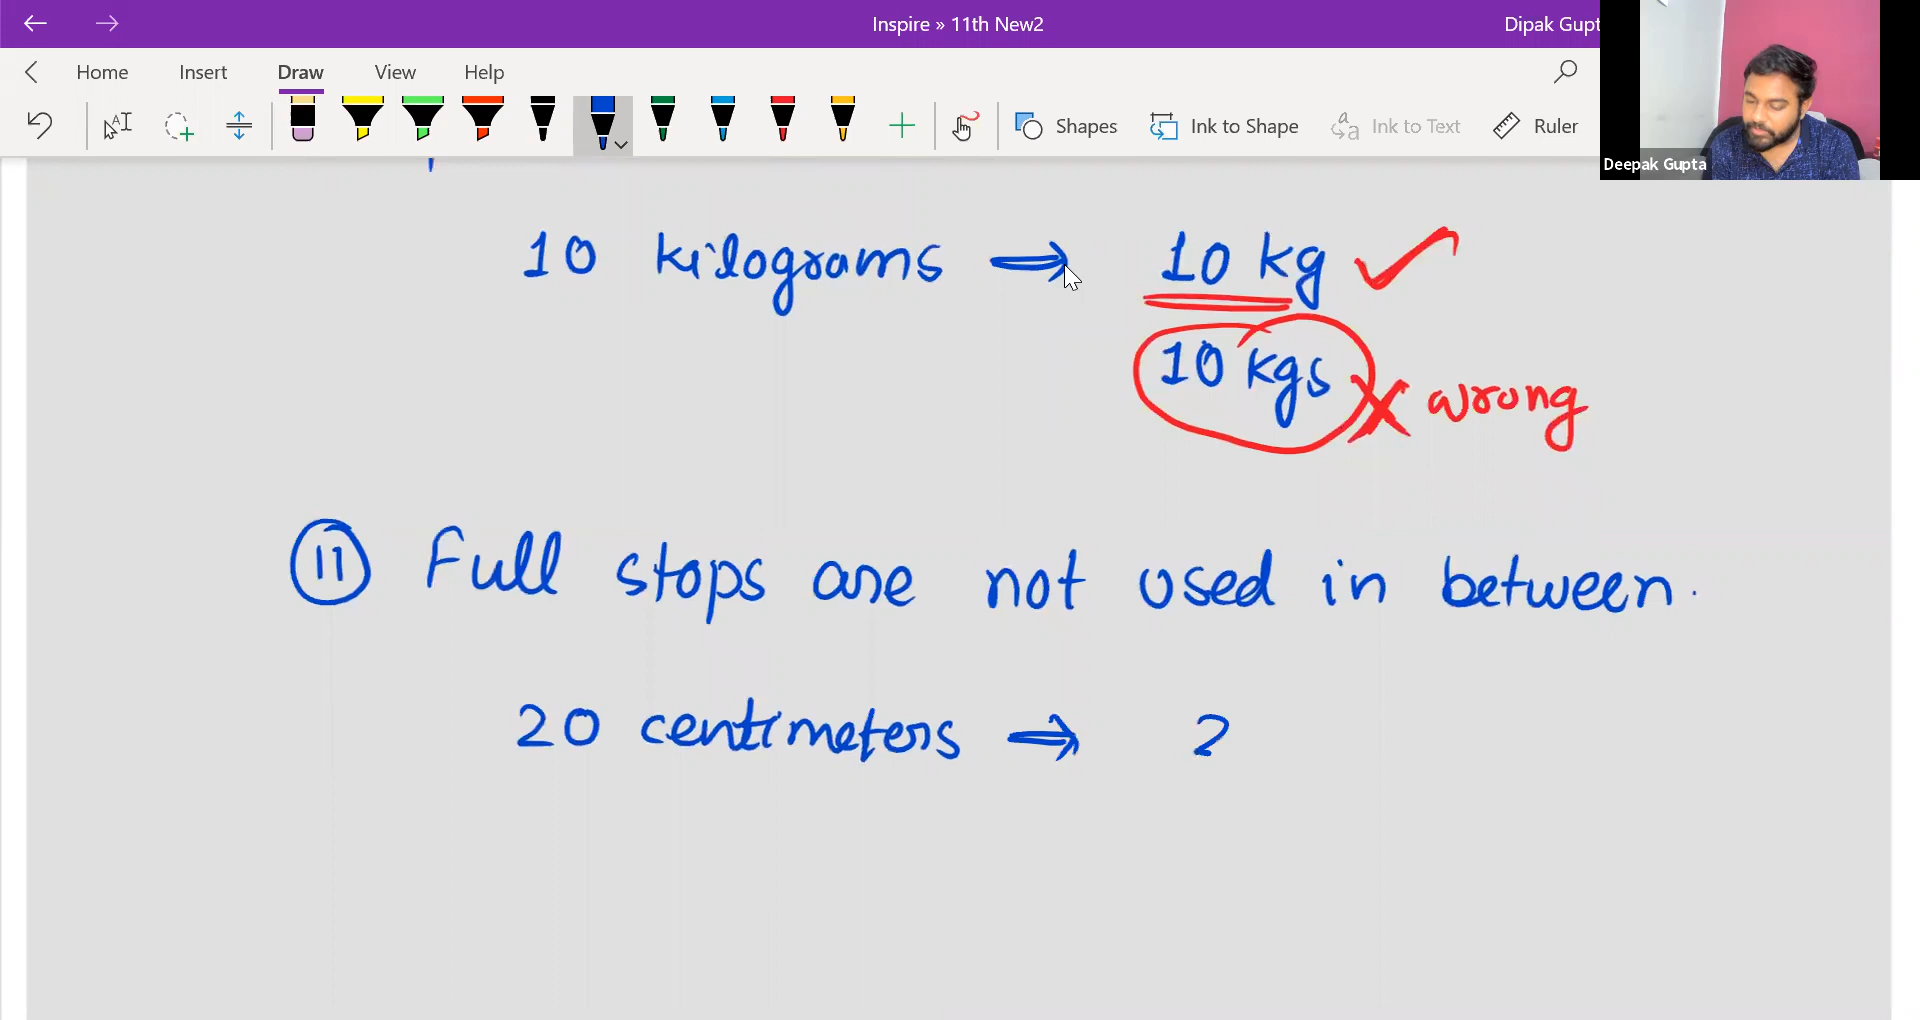 Inspire » 11th New2 Dipak Gupt
Home Insert Draw View Help
Shapes Ink to Shape Ink to Text Ruler
Deepak Gupta
10 kilograms → 10 kg ✓
10 kgs ✗ wrong
11 Full stops are not used in between.
20 centimeters → 2